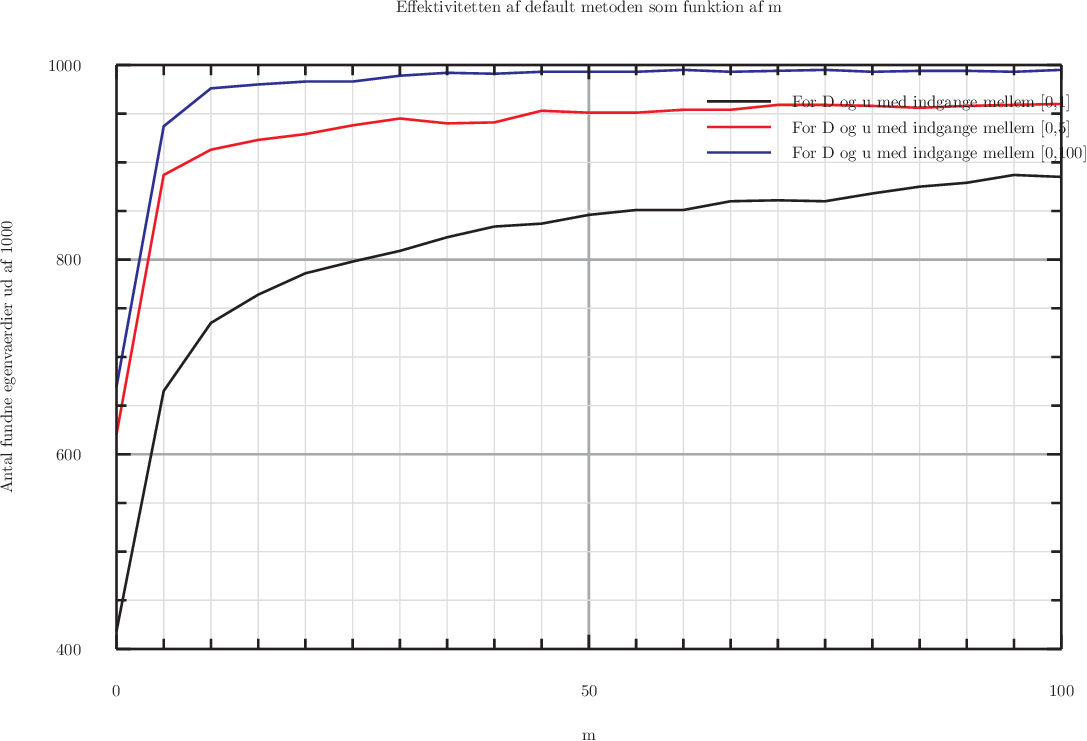 Effektivitetten af default metoden som funktion af m
1000
800
600
400
Antal fundne egenvaerdier ud af 1000
For D og u med indgange mellem [0,1]
For D og u med indgange mellem [0,5]
For D og u med indgange mellem [0,100]
0
50
100
m